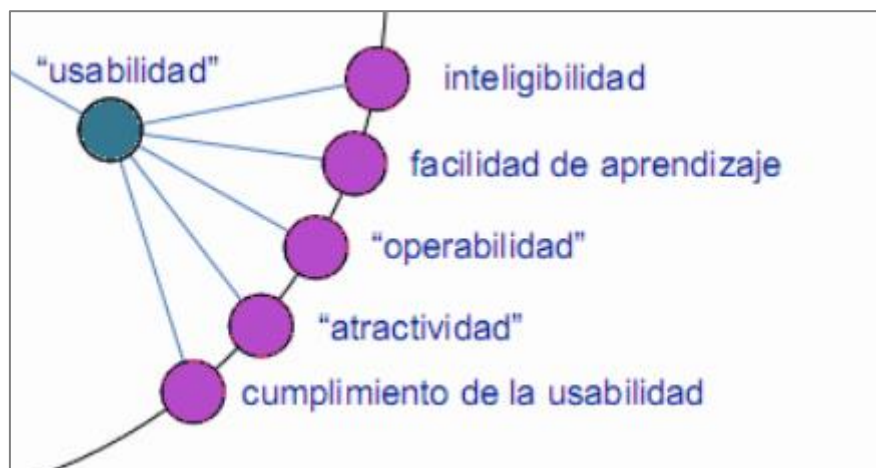 “usabilidad”
inteligibilidad
facilidad de aprendizaje
“operabilidad”
“atractividad”
cumplimiento de la usabilidad